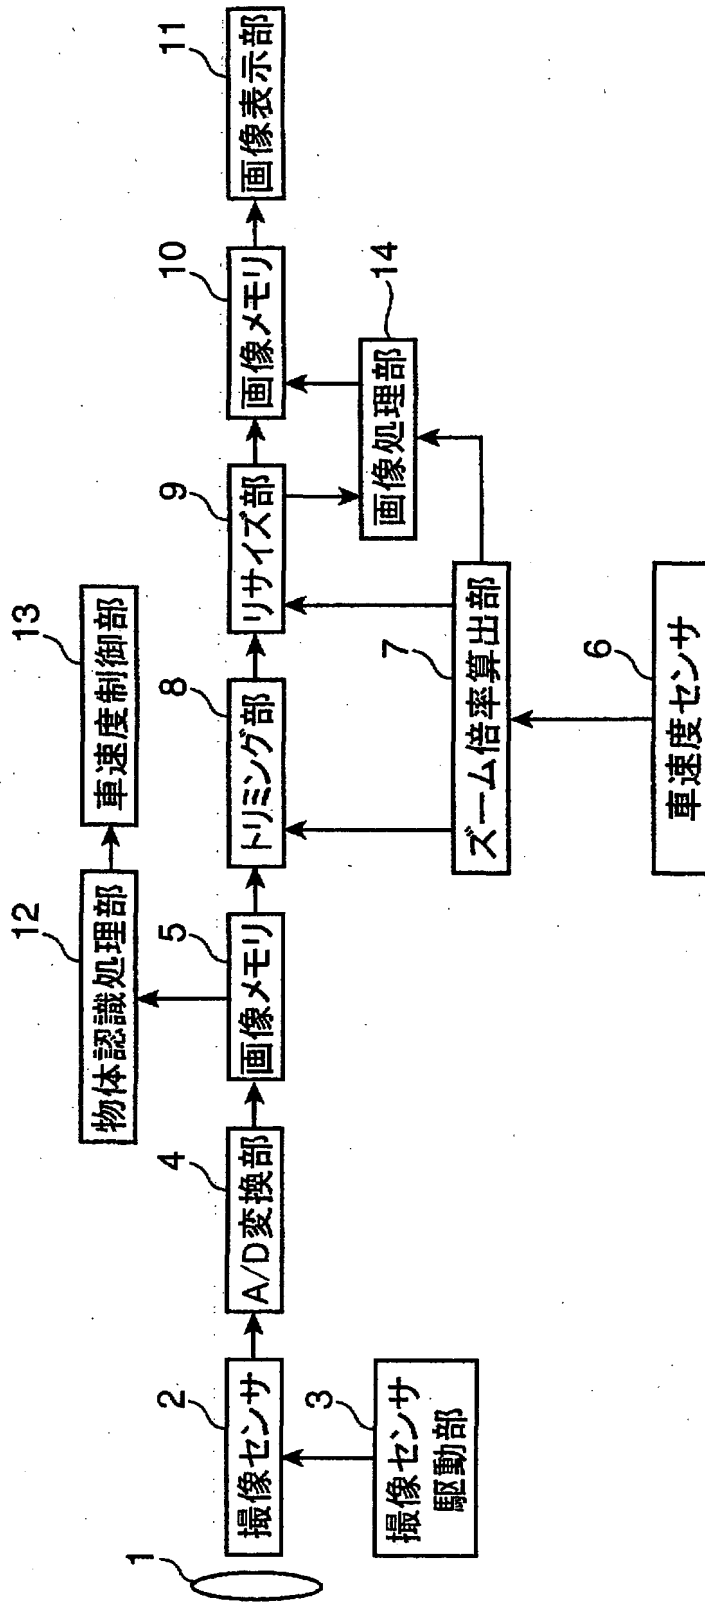 1
2
撮像センサ
3
撮像センサ
駆動部
4
A/D変換部
5
画像メモリ
12
物体認識処理部
13
車速度制御部
8
トリミング部
9
リサイズ部
10
画像メモリ
11
画像表示部
14
画像処理部
7
ズーム倍率算出部
6
車速度センサ